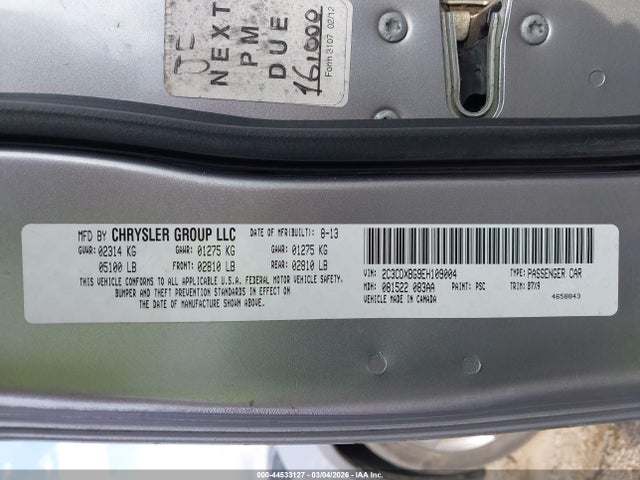 OE
NEXT
PM
DUE
161,000
Form 3107 02/12
MFD BY CHRYSLER GROUP LLC
DATE OF MFR(BUILT): 8-13
GVWR: 02314 KG GAWR: 01275 KG GAWR: 01275 KG
05100 LB FRONT: 02810 LB REAR: 02810 LB
THIS VEHICLE CONFORMS TO ALL APPLICABLE U.S.A. FEDERAL MOTOR VEHICLE SAFETY,
BUMPER AND THEFT PREVENTION STANDARDS IN EFFECT ON
THE DATE OF MANUFACTURE SHOWN ABOVE.
VIN: 2C3CDXBG9EH109004 TYPE: PASSENGER CAR
MDH: 081522 083AA PAINT: PSC TRIM: B7X9
VEHICLE MADE IN CANADA
4658843
000-44533127 - 03/04/2026 - IAA Inc.